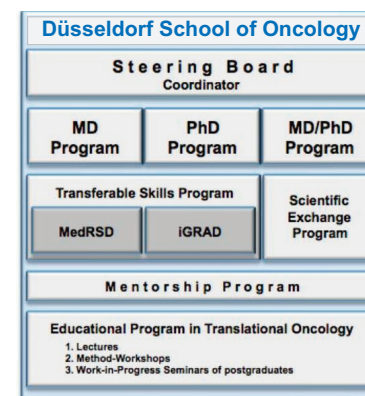 Düsseldorf School of Oncology
Steering Board
Coordinator
MD
Program
PhD
Program
MD/PhD
Program
Transferable Skills Program
MedRSD
iGRAD
Scientific
Exchange
Program
Mentorship Program
Educational Program in Translational Oncology
1. Lectures
2. Method-Workshops
3. Work-in-Progress Seminars of postgraduates